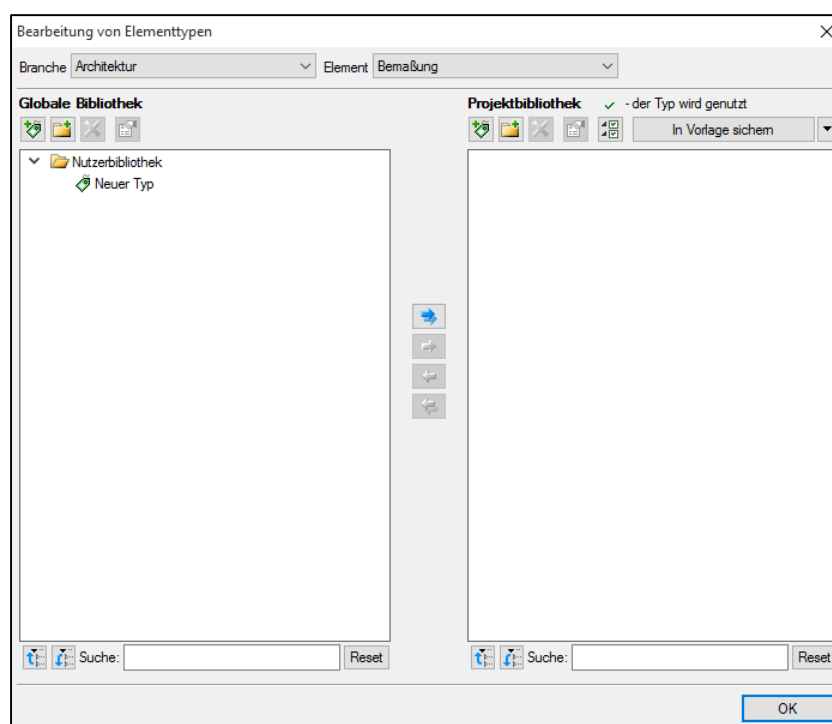 Bearbeitung von Elementtypen
Branche Architektur Element Bemaßung
Globale Bibliothek
Nutzerbibliothek
Neuer Typ
Suche: Reset
Projektbibliothek - der Typ wird genutzt
In Vorlage sichern
Suche: Reset
OK